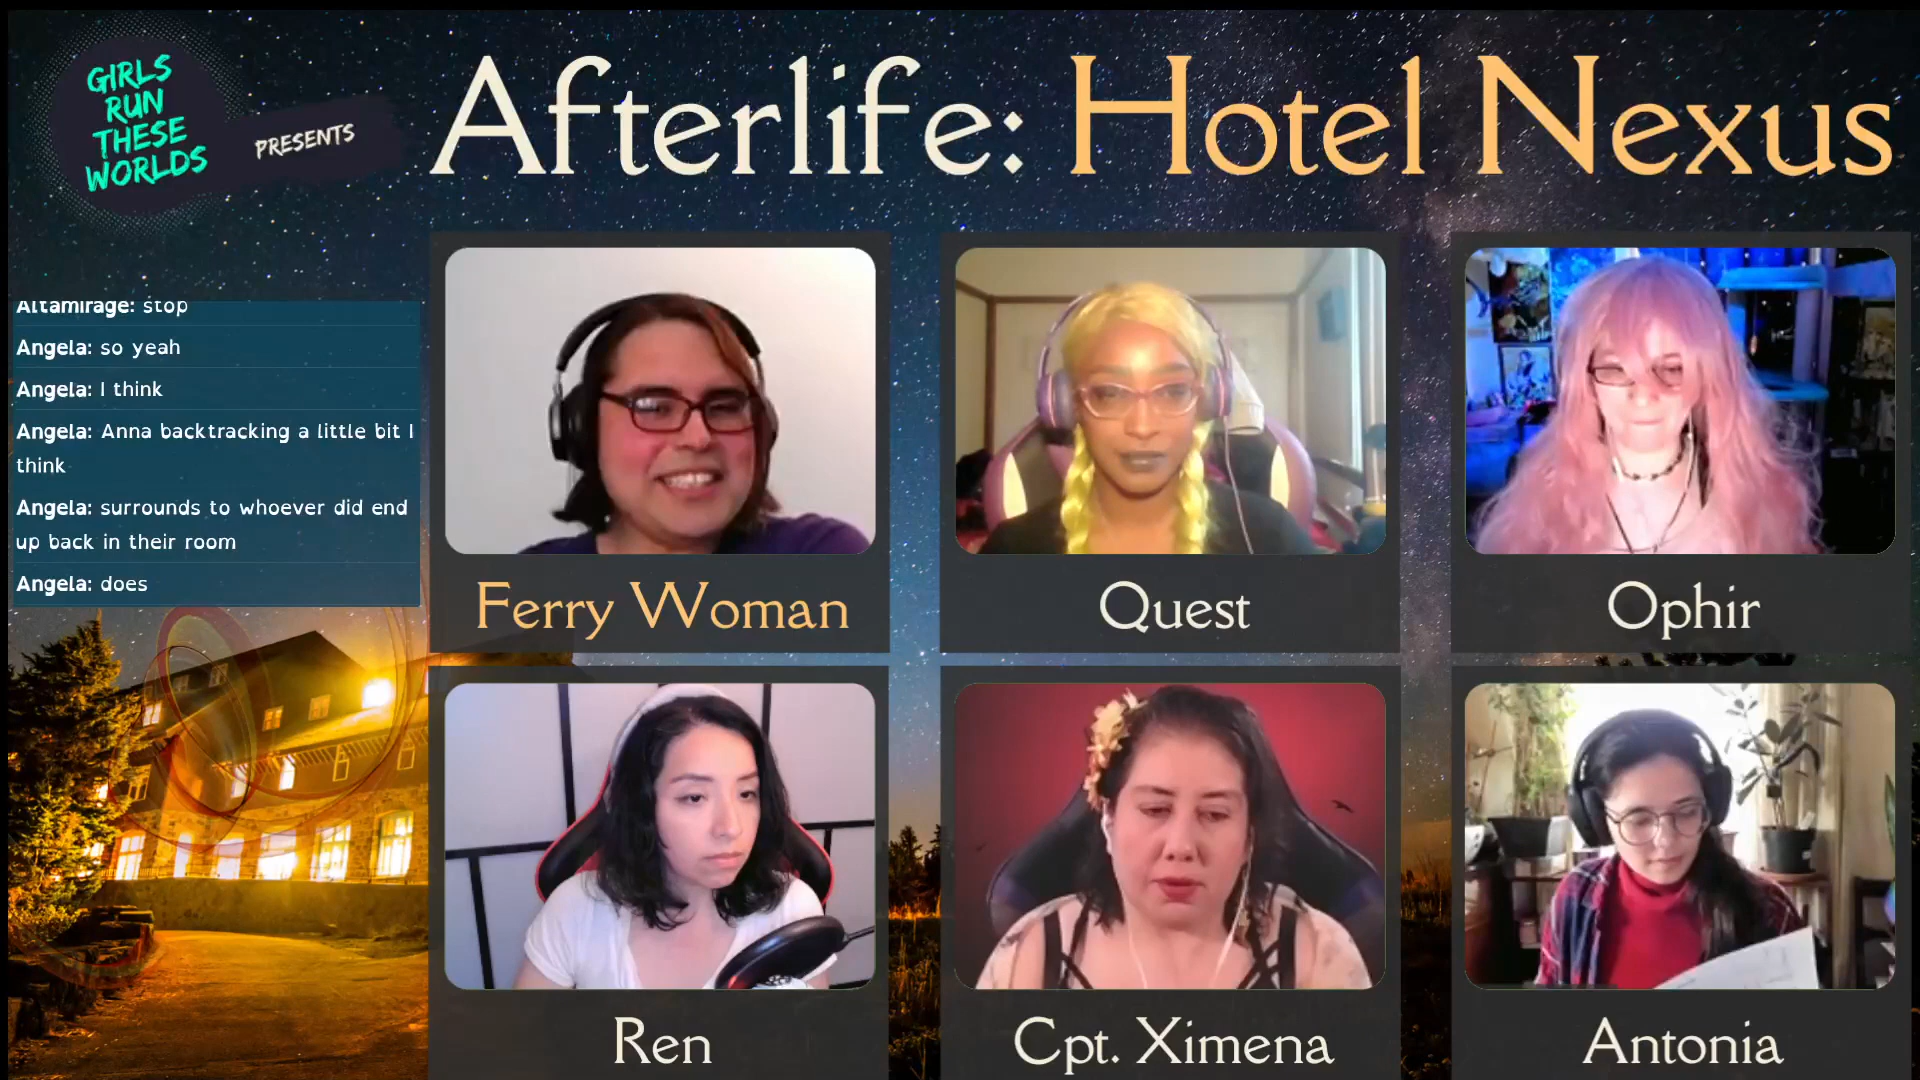 GIRLS
RUN
THESE
WORLDS
PRESENTS
Afterlife: Hotel Nexus
Altamirage: stop
Angela: so yeah
Angela: I think
Angela: Anna backtracking a little bit I
think
Angela: surrounds to whoever did end
up back in their room
Angela: does
Ferry Woman
Quest
Ophir
Ren
Cpt. Ximena
Antonia